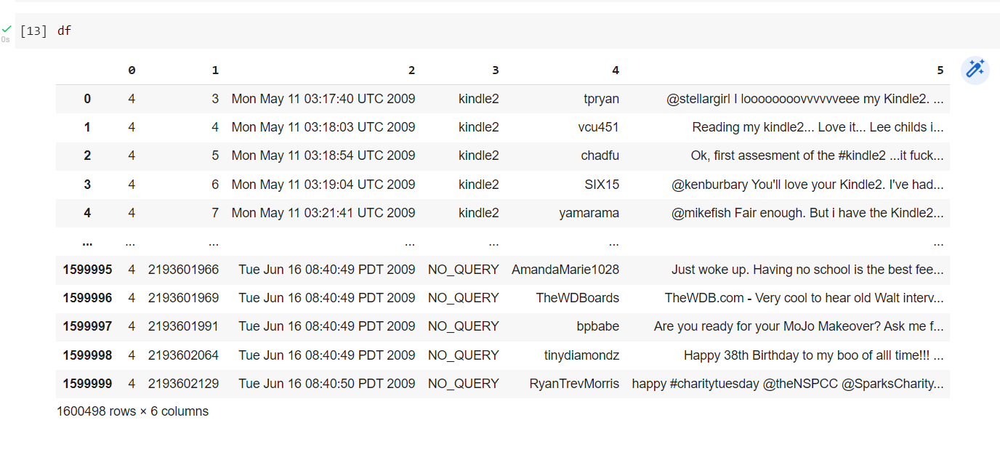 [13] df
0s
0 1 2 3 4 5
0 4 3 Mon May 11 03:17:40 UTC 2009 kindle2 tpryan @stellargirl I loooooooovvvvvveee my Kindle2. ...
1 4 4 Mon May 11 03:18:03 UTC 2009 kindle2 vcu451 Reading my kindle2... Love it... Lee childs i...
2 4 5 Mon May 11 03:18:54 UTC 2009 kindle2 chadfu Ok, first assesment of the #kindle2 ...it fuck...
3 4 6 Mon May 11 03:19:04 UTC 2009 kindle2 SIX15 @kenburbary You'll love your Kindle2. I've had...
4 4 7 Mon May 11 03:21:41 UTC 2009 kindle2 yamarama @mikefish Fair enough. But i have the Kindle2...
... ... ... ... ... ... ...
1599995 4 2193601966 Tue Jun 16 08:40:49 PDT 2009 NO_QUERY AmandaMarie1028 Just woke up. Having no school is the best fee...
1599996 4 2193601969 Tue Jun 16 08:40:49 PDT 2009 NO_QUERY TheWDBoards TheWDB.com - Very cool to hear old Walt interv...
1599997 4 2193601991 Tue Jun 16 08:40:49 PDT 2009 NO_QUERY bpbabe Are you ready for your MoJo Makeover? Ask me f...
1599998 4 2193602064 Tue Jun 16 08:40:49 PDT 2009 NO_QUERY tinydiamondz Happy 38th Birthday to my boo of alll time!!! ...
1599999 4 2193602129 Tue Jun 16 08:40:50 PDT 2009 NO_QUERY RyanTrevMorris happy #charitytuesday @theNSPCC @SparksCharity...
1600498 rows × 6 columns